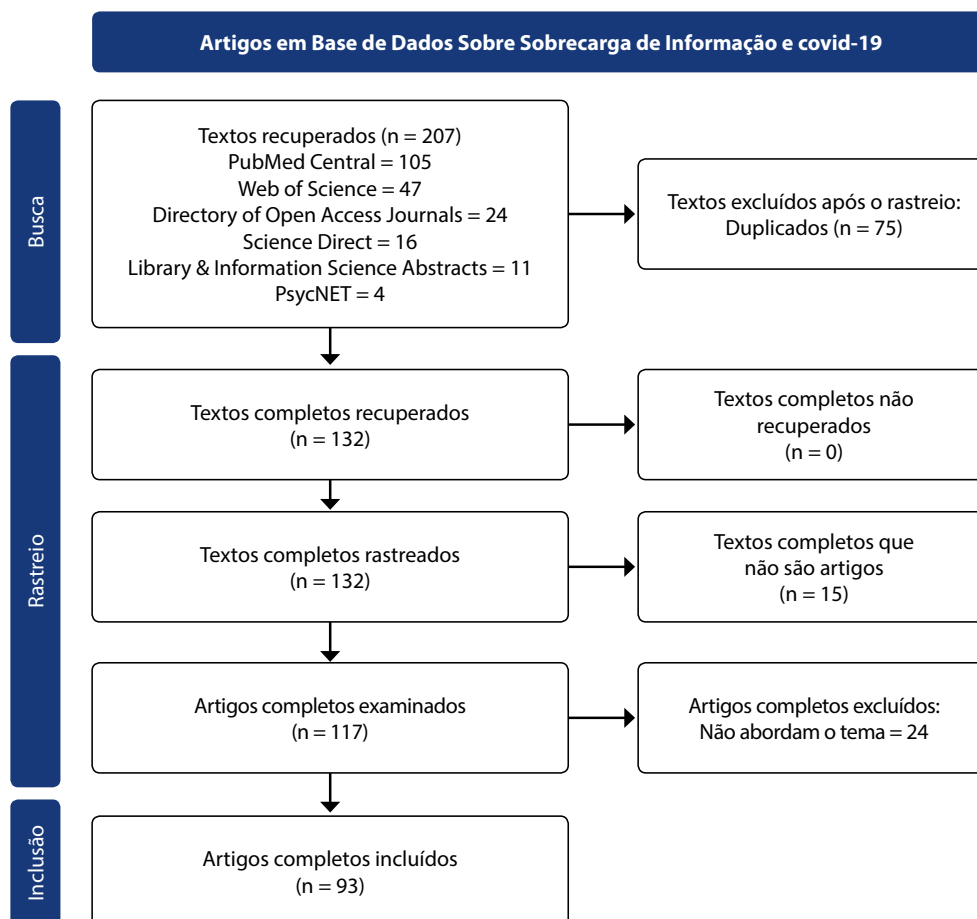 Artigos em Base de Dados Sobre Sobrecarga de Informação e covid-19
Busca
Textos recuperados (n = 207)
PubMed Central = 105
Web of Science = 47
Directory of Open Access Journals = 24
Science Direct = 16
Library & Information Science Abstracts = 11
PsycNET = 4
Textos excluídos após o rastreio:
Duplicados (n = 75)
Rastreio
Textos completos recuperados
(n = 132)
Textos completos não
recuperados
(n = 0)
Textos completos rastreados
(n = 132)
Textos completos que
não são artigos
(n = 15)
Artigos completos examinados
(n = 117)
Artigos completos excluídos:
Não abordam o tema = 24
Inclusão
Artigos completos incluídos
(n = 93)